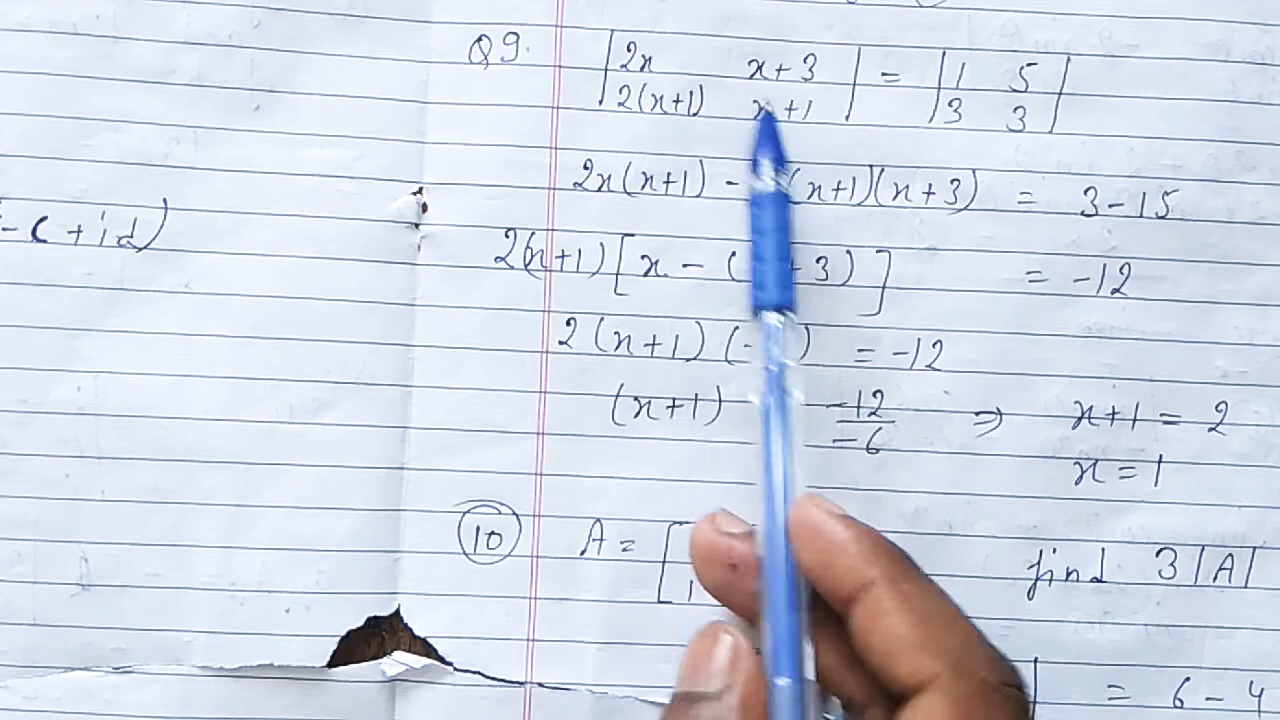 Q9. |2x x+3| = |1 5|
|2(x+1) x+1| |3 3|
2x(x+1) - (x+1)(x+3) = 3-15
-c+id)
2(x+1)[x-( +3)] = -12
2(x+1)(- ) = -12
(x+1) -12/-6 ⇒ x+1 = 2
x = 1
(10) A = [ find 3|A|
1
| = 6-4